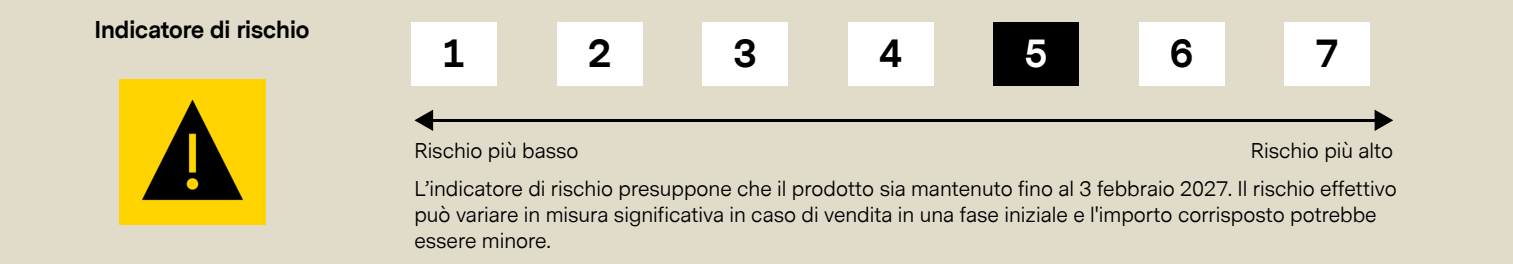 Indicatore di rischio
1 2 3 4 5 6 7
Rischio più basso Rischio più alto
L'indicatore di rischio presuppone che il prodotto sia mantenuto fino al 3 febbraio 2027. Il rischio effettivo
può variare in misura significativa in caso di vendita in una fase iniziale e l'importo corrisposto potrebbe
essere minore.